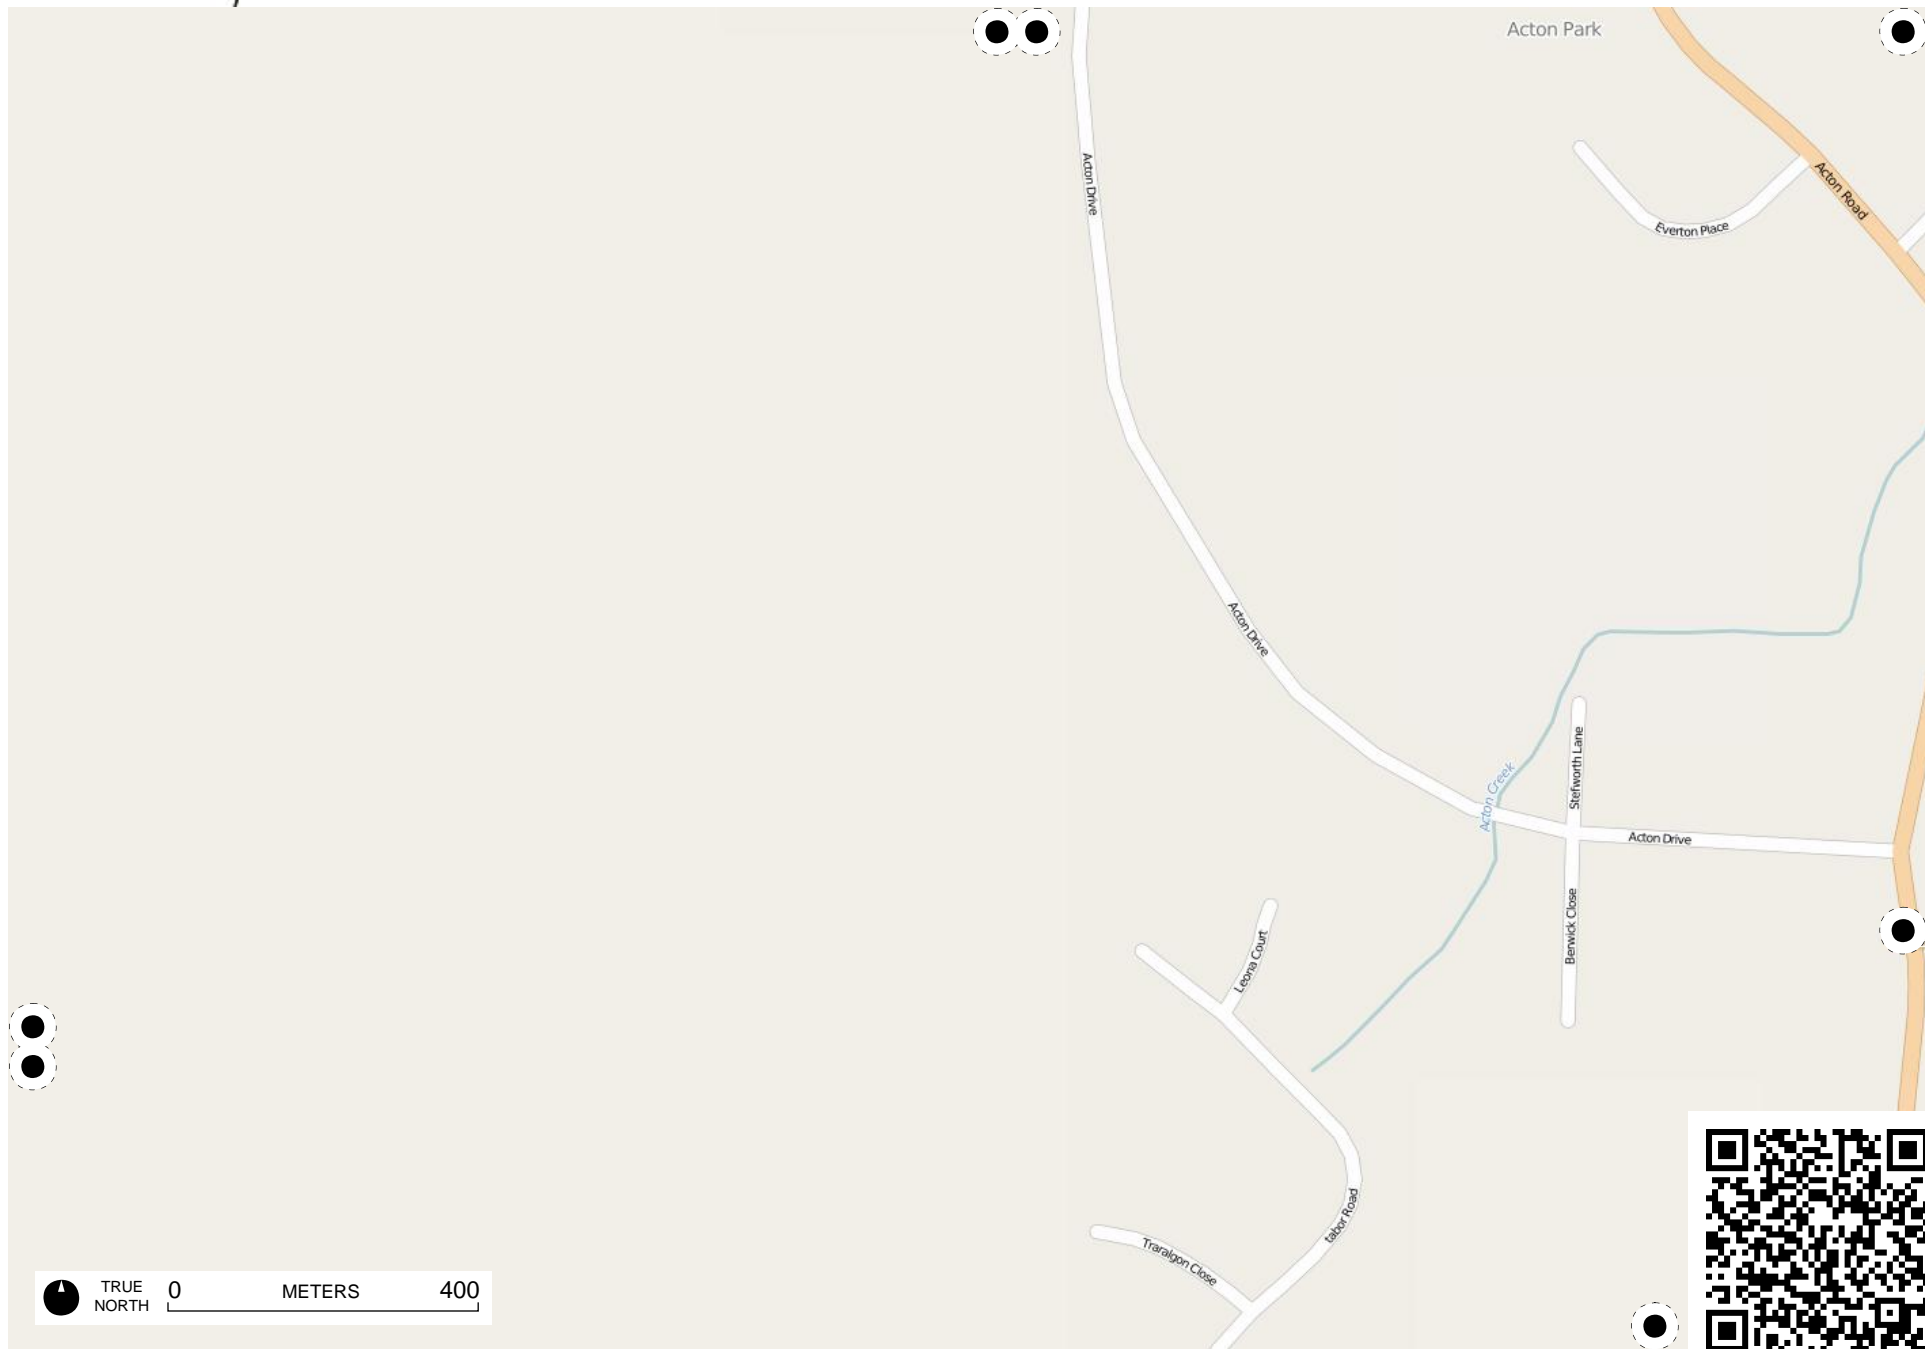 Acton Park
Acton Drive
Acton Road
Everton Place
Acton Drive
Stefworth Lane
Acton Creek
Acton Drive
Berwick Close
Leona Court
tabor Road
Traralgon Close
TRUE
NORTH
0 METERS 400